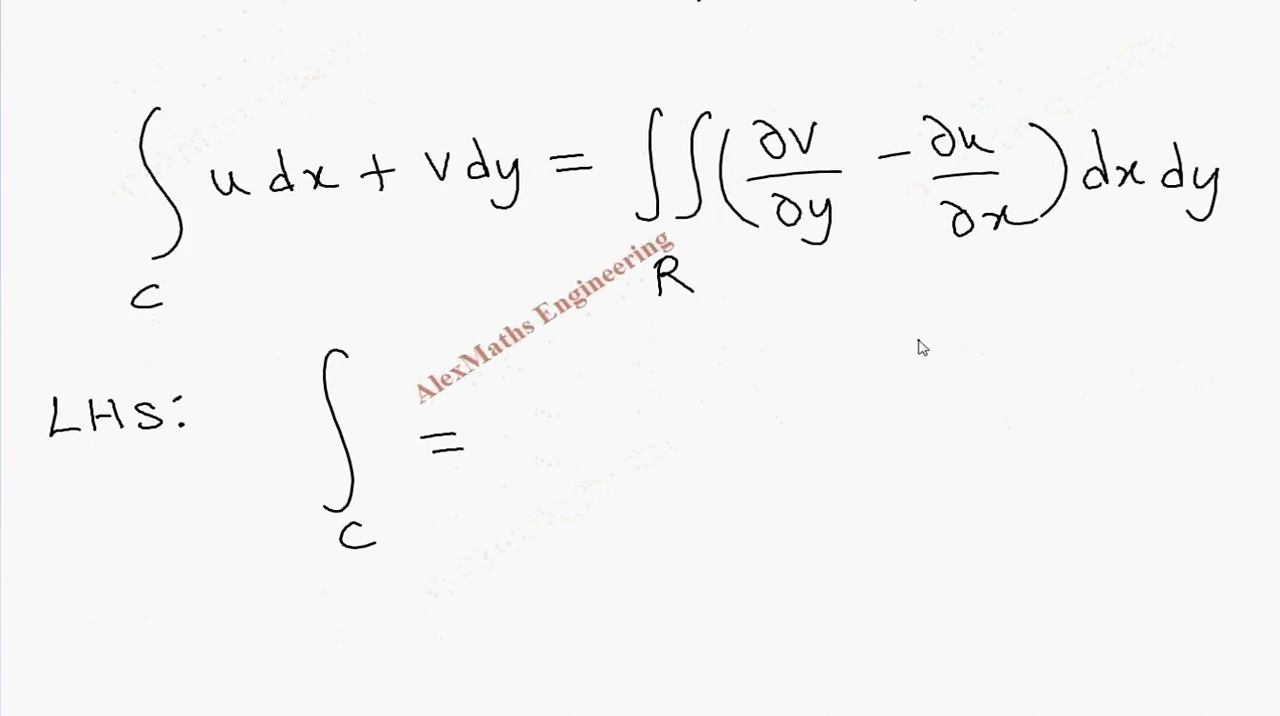 ∫_C u dx + v dy = ∬_R (∂v/∂y − ∂u/∂x) dx dy
AlexMaths Engineering
LHS: ∫_C =